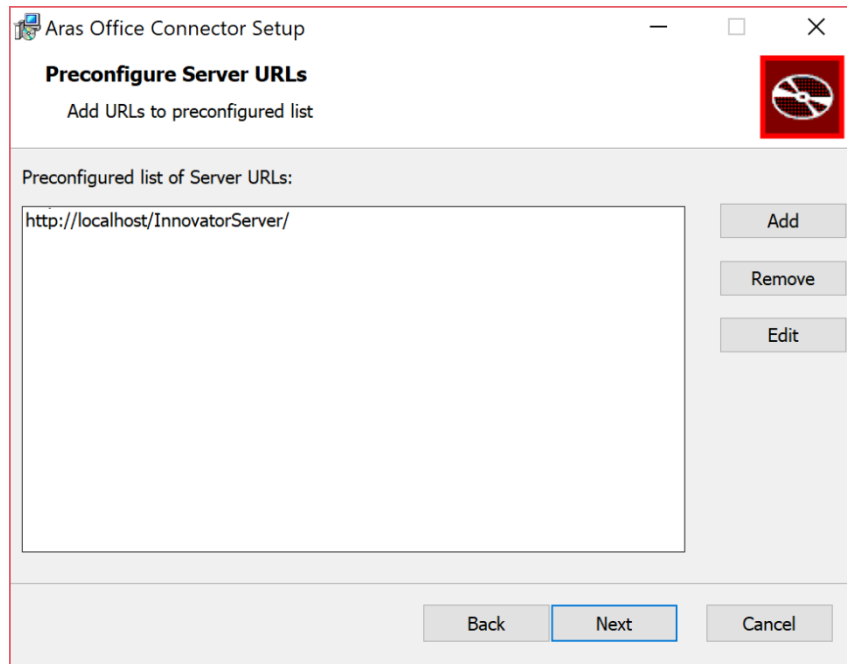 Aras Office Connector Setup
Preconfigure Server URLs
Add URLs to preconfigured list
Preconfigured list of Server URLs:
http://localhost/InnovatorServer/
Add
Remove
Edit
Back
Next
Cancel